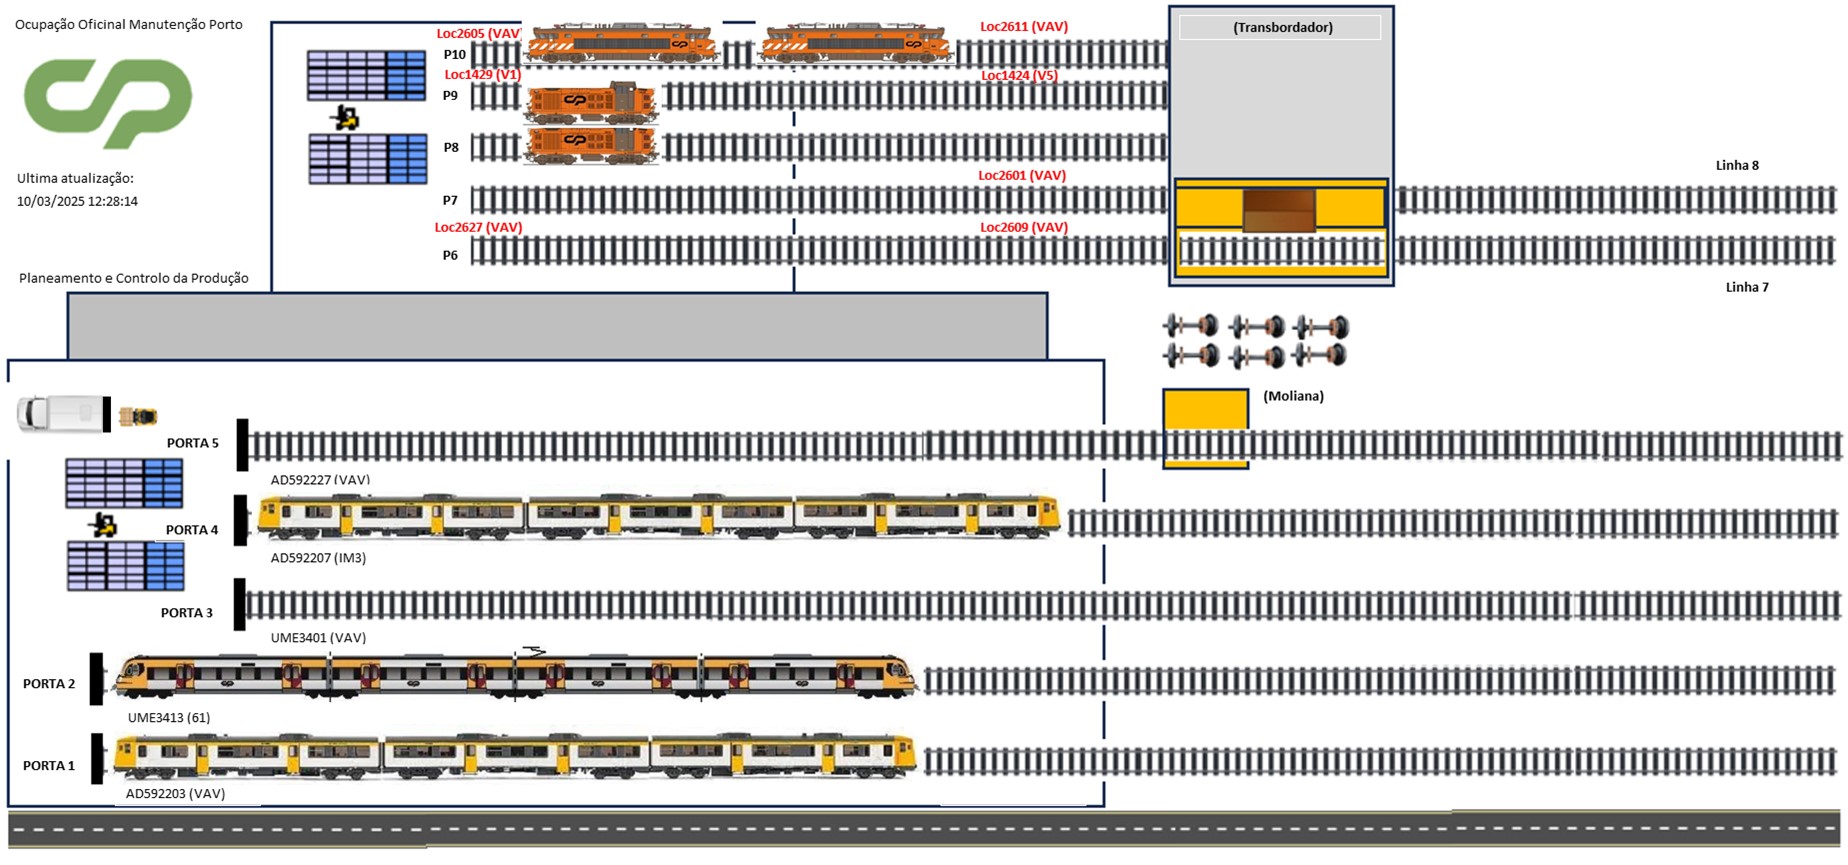 Ocupação Oficinal Manutenção Porto
CP
Ultima atualização:
10/03/2025 12:28:14
Planeamento e Controlo da Produção
Loc2605 (VAV)
Loc2611 (VAV)
(Transbordador)
P10
Loc1429 (V1)
Loc1424 (V5)
P9
P8
Loc2601 (VAV)
Linha 8
P7
Loc2627 (VAV)
Loc2609 (VAV)
P6
Linha 7
(Moliana)
PORTA 5
AD592227 (VAV)
PORTA 4
AD592207 (IM3)
PORTA 3
UME3401 (VAV)
PORTA 2
UME3413 (61)
PORTA 1
AD592203 (VAV)